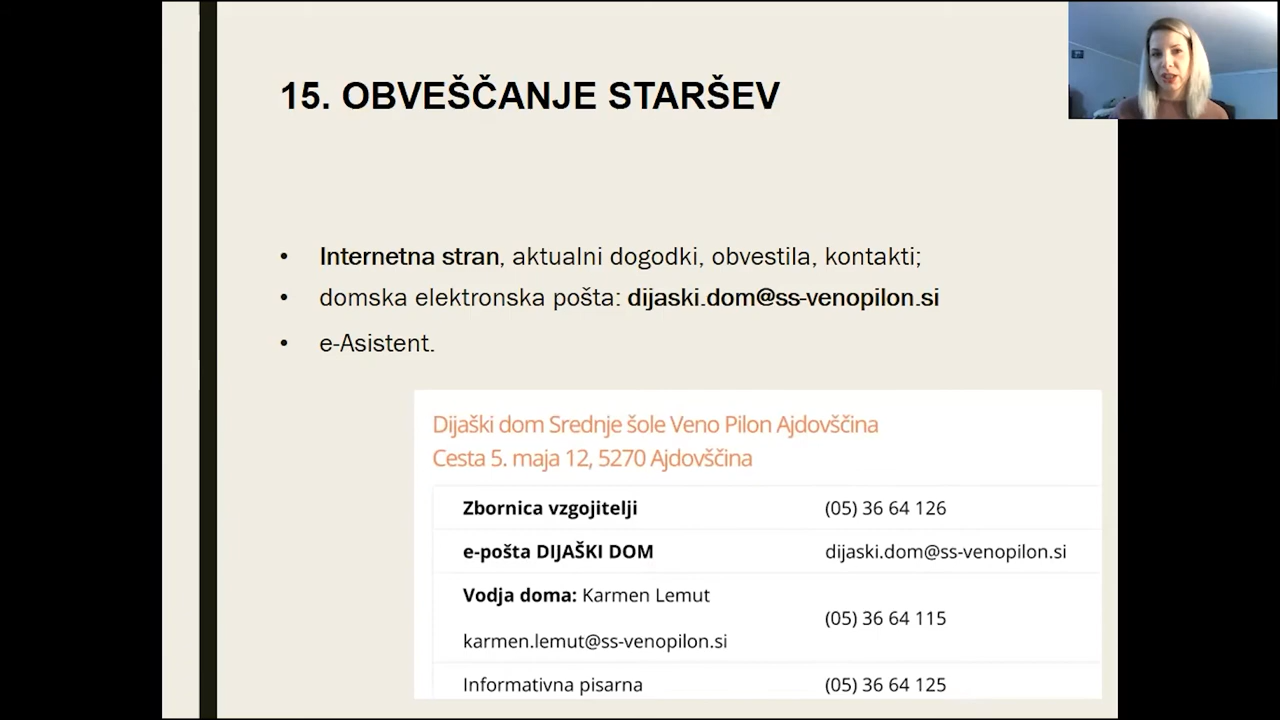 15. OBVEŠČANJE STARŠEV
• Internetna stran, aktualni dogodki, obvestila, kontakti;
• domska elektronska pošta: dijaski.dom@ss-venopilon.si
• e-Asistent.
Dijaški dom Srednje šole Veno Pilon Ajdovščina
Cesta 5. maja 12, 5270 Ajdovščina
Zbornica vzgojitelji (05) 36 64 126
e-pošta DIJAŠKI DOM dijaski.dom@ss-venopilon.si
Vodja doma: Karmen Lemut
(05) 36 64 115
karmen.lemut@ss-venopilon.si
Informativna pisarna (05) 36 64 125